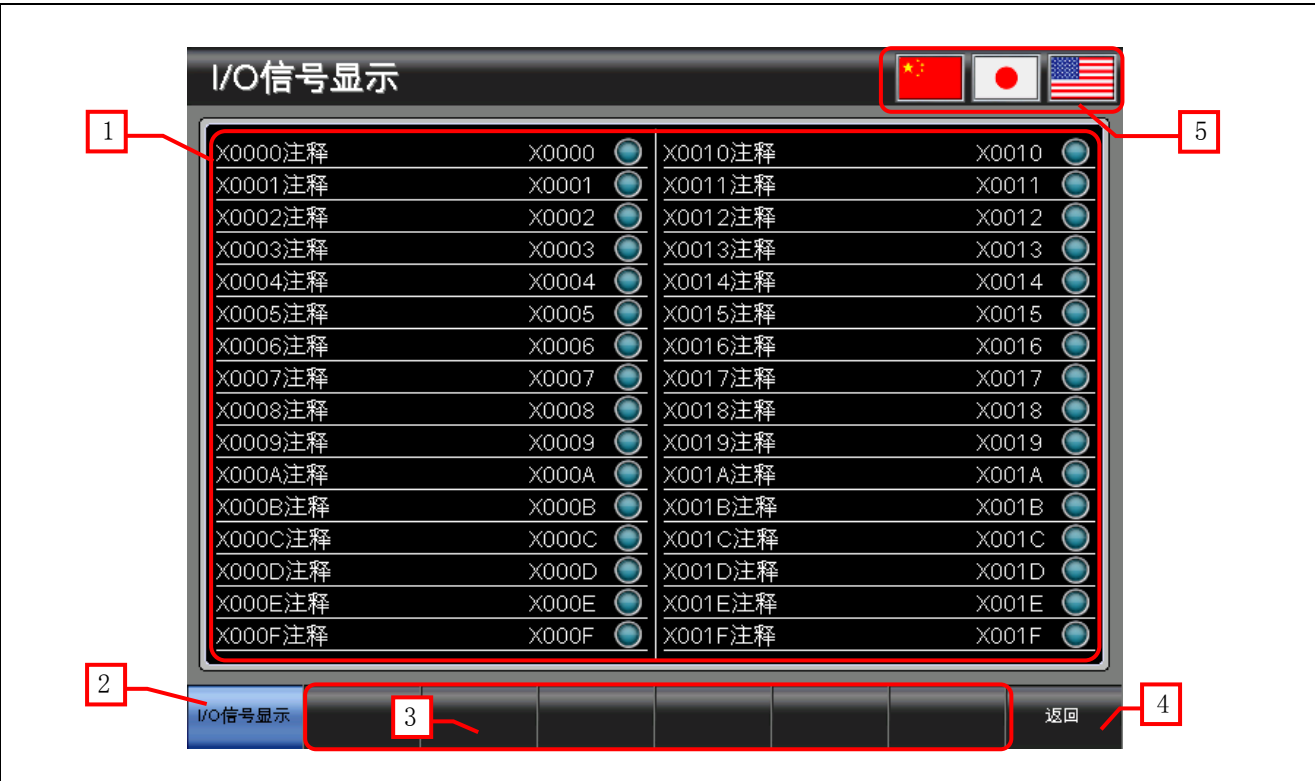 I/O信号显示
1
5
X0000注释 X0000 X0010注释 X0010
X0001注释 X0001 X0011注释 X0011
X0002注释 X0002 X0012注释 X0012
X0003注释 X0003 X0013注释 X0013
X0004注释 X0004 X0014注释 X0014
X0005注释 X0005 X0015注释 X0015
X0006注释 X0006 X0016注释 X0016
X0007注释 X0007 X0017注释 X0017
X0008注释 X0008 X0018注释 X0018
X0009注释 X0009 X0019注释 X0019
X000A注释 X000A X001A注释 X001A
X000B注释 X000B X001B注释 X001B
X000C注释 X000C X001C注释 X001C
X000D注释 X000D X001D注释 X001D
X000E注释 X000E X001E注释 X001E
X000F注释 X000F X001F注释 X001F
2
I/O信号显示
3
返回
4